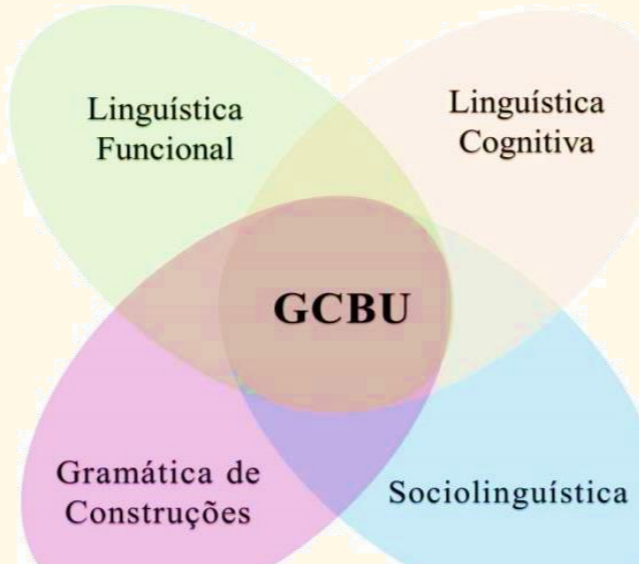 Linguística
Funcional
Linguística
Cognitiva
GCBU
Gramática de
Construções
Sociolinguística